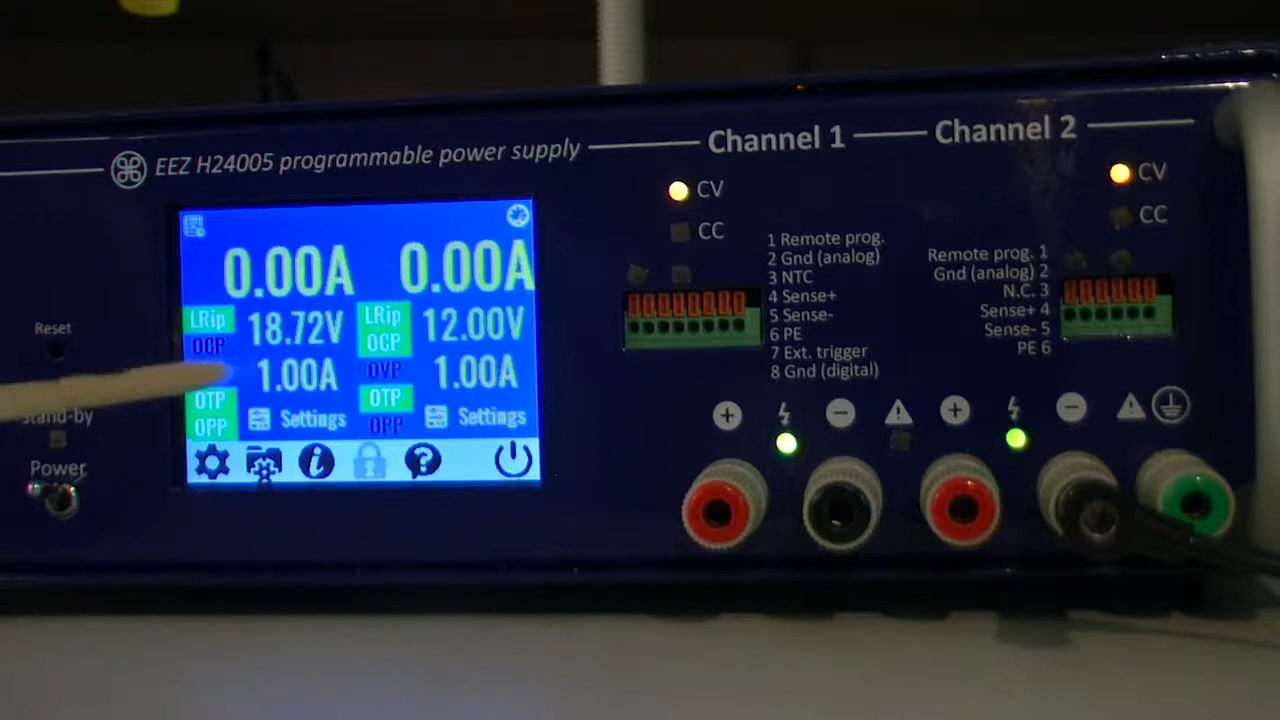 EEZ H24005 programmable power supply
Channel 1
Channel 2
CV
CC
CV
CC
1 Remote prog.
2 Gnd (analog)
3 NTC
4 Sense+
5 Sense-
6 PE
7 Ext. trigger
8 Gnd (digital)
Remote prog. 1
Gnd (analog) 2
N.C. 3
Sense+ 4
Sense- 5
PE 6
Reset
Stand-by
Power
0.00A
0.00A
LRip
18.72V
LRip
12.00V
OCP
OCP
1.00A
OVP
1.00A
OTP
OTP
OPP
Settings
OPP
Settings